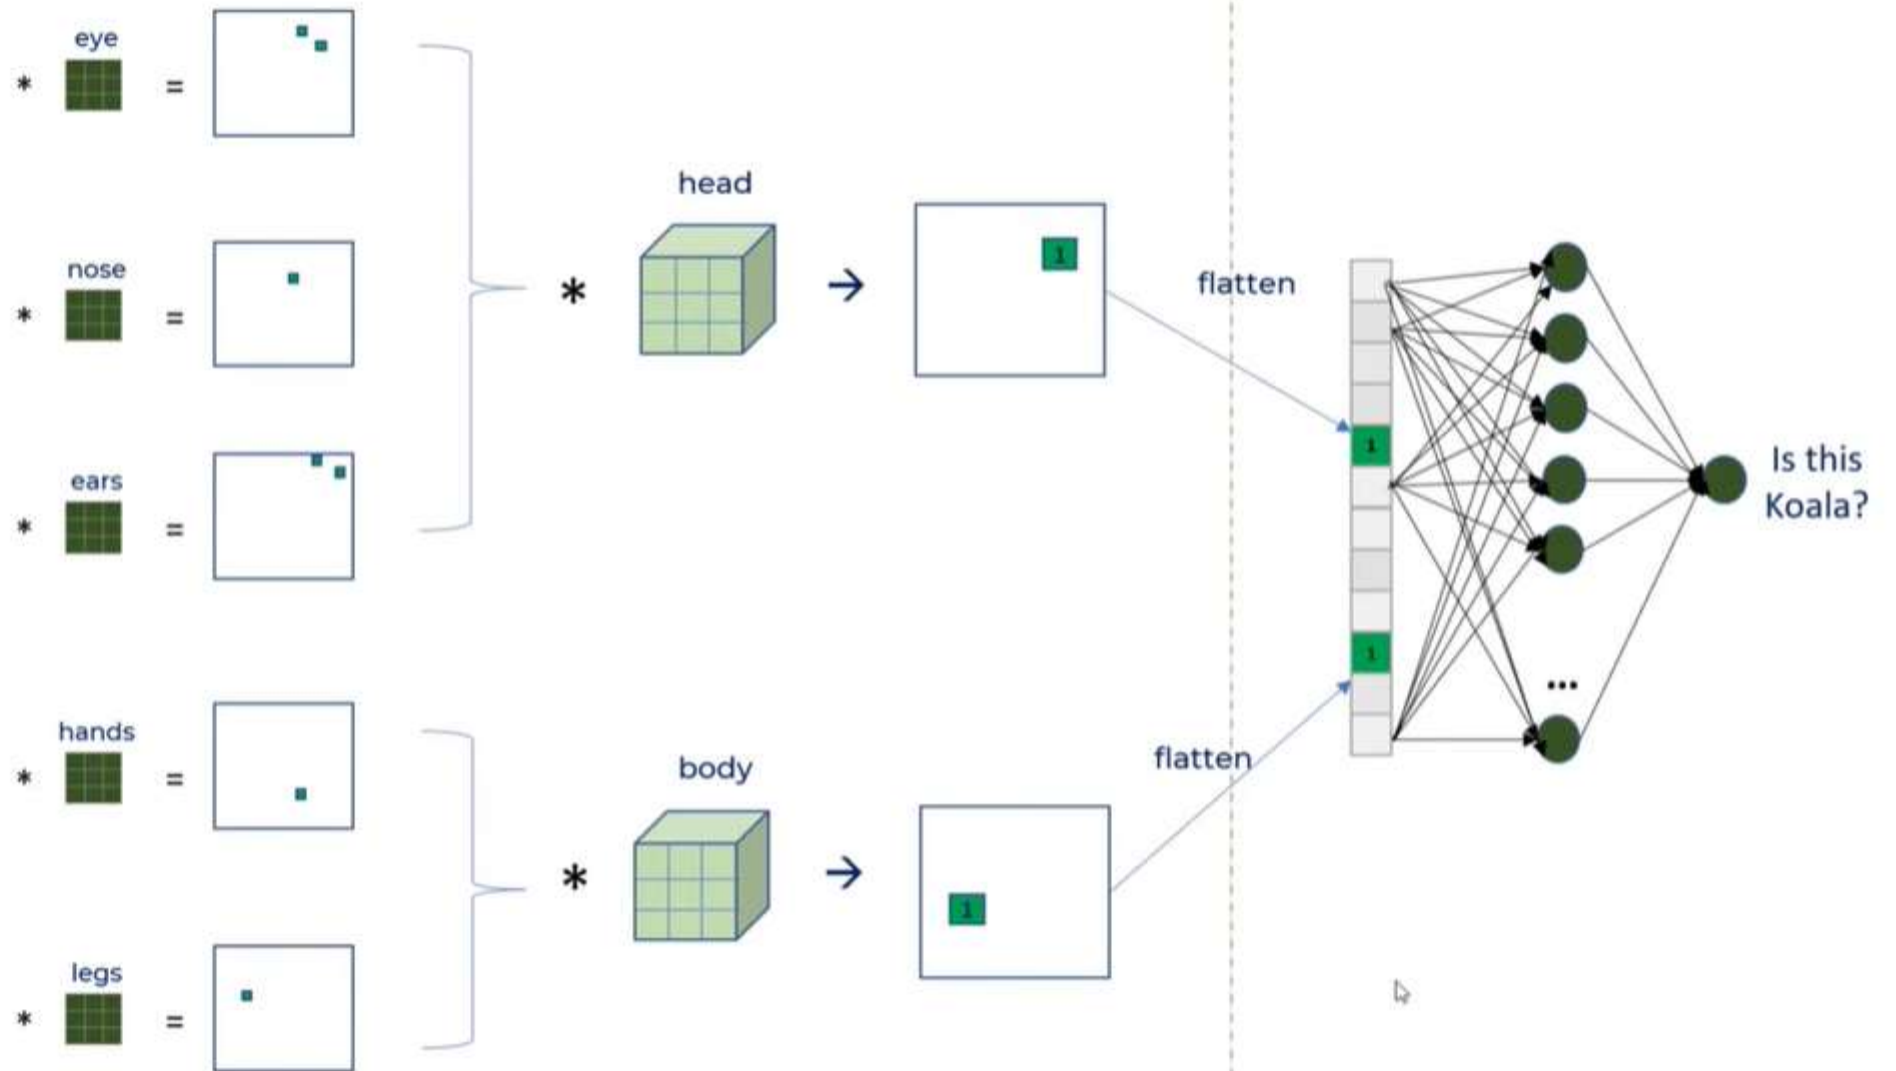 eye
* =
nose
* =
ears
* =
head
* →
1
flatten
hands
* =
legs
* =
body
* →
1
flatten
1
1
...
Is this
Koala?